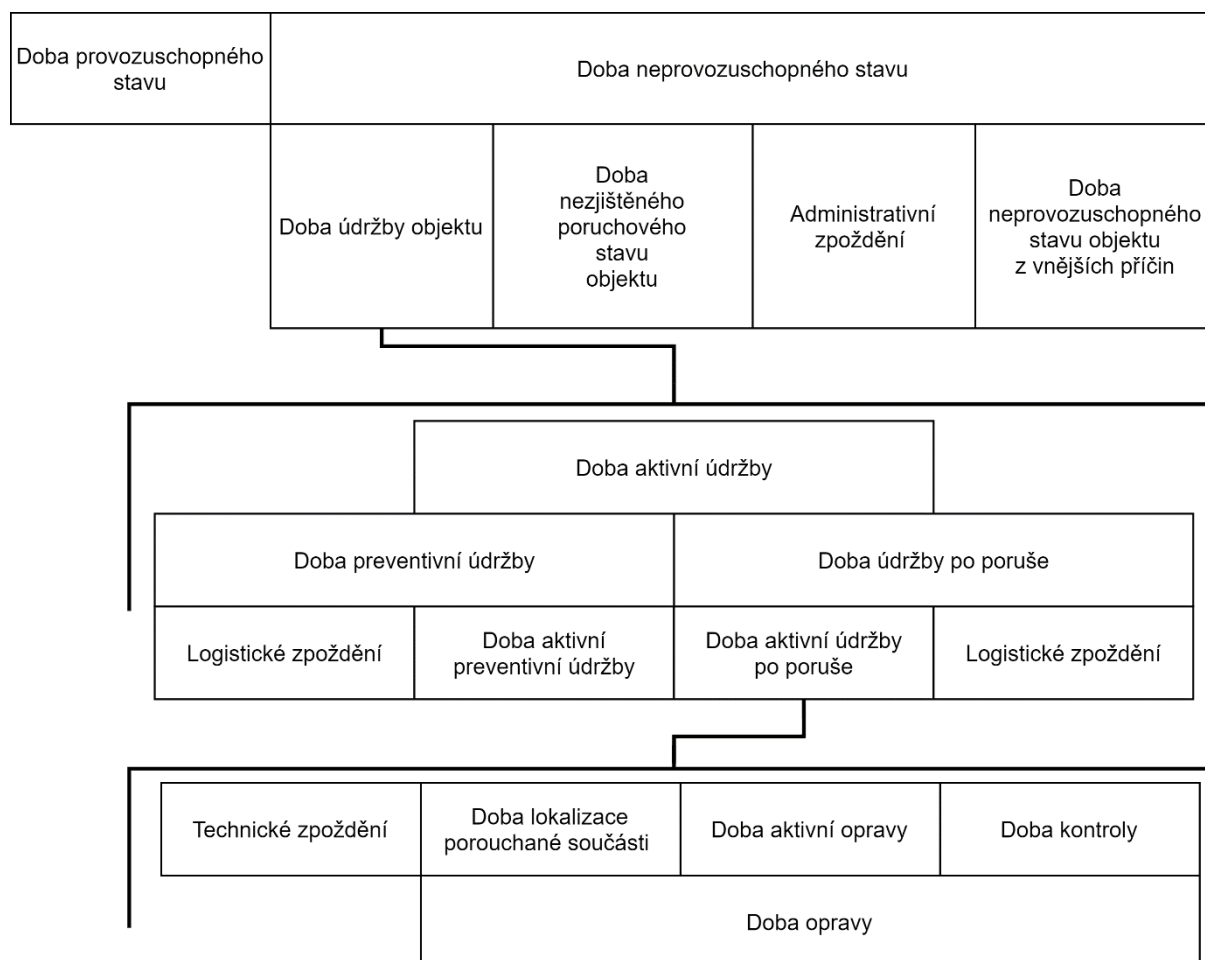 Doba provozuschopného
stavu
Doba neprovozuschopného stavu
Doba údržby objektu
Doba
nezjištěného
poruchového
stavu
objektu
Administrativní
zpoždění
Doba
neprovozuschopného
stavu objektu
z vnějších příčin
Doba aktivní údržby
Doba preventivní údržby
Doba údržby po poruše
Logistické zpoždění
Doba aktivní
preventivní údržby
Doba aktivní údržby
po poruše
Logistické zpoždění
Technické zpoždění
Doba lokalizace
porouchané součásti
Doba aktivní opravy
Doba kontroly
Doba opravy